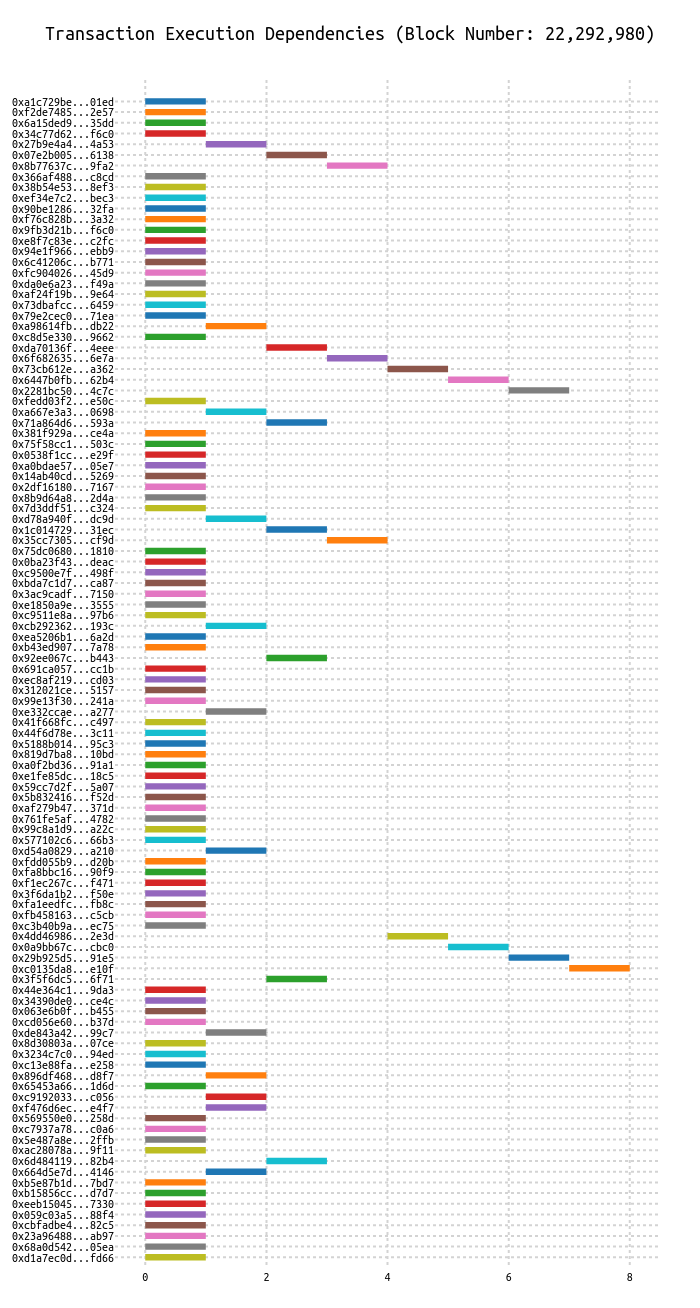 Transaction Execution Dependencies (Block Number: 22,292,980)
0xa1c729be...01ed
0xf2de7485...2e57
0x6a15ded9...35dd
0x34c77d62...f6c0
0x27b9e4a4...4a53
0x07e2b005...6138
0x8b77637c...9fa2
0x366af488...c8cd
0x38b54e53...8ef3
0xef34e7c2...bec3
0x90be1286...32fa
0xf76c828b...3a32
0x9fb3d21b...f6c0
0xe8f7c83e...c2fc
0x94e1f966...ebb9
0x6c41206c...b771
0xfc904026...45d9
0xda0e6a23...f49a
0xaf24f19b...9e64
0x73dbafcc...6459
0x79e2cec0...71ea
0xa98614fb...db22
0xc8d5e330...9662
0xda70136f...4eee
0x6f682635...6e7a
0x73cb612e...a362
0x6447b0fb...62b4
0x2281bc50...4c7c
0xfedd03f2...e50c
0xa667e3a3...0698
0x71a864d6...593a
0x381f929a...ce4a
0x75f58cc1...503c
0x0538f1cc...e29f
0xa0bdae57...05e7
0x14ab40cd...5269
0x2df16180...7167
0x8b9d64a8...2d4a
0x7d3ddf51...c324
0xd78a940f...dc9d
0x1c014729...31ec
0x35cc7305...cf9d
0x75dc0680...1810
0x0ba23f43...deac
0xc9500e7f...498f
0xbda7c1d7...ca87
0x3ac9cadf...7150
0xe1850a9e...3555
0xc9511e8a...97b6
0xcb292362...193c
0xea5206b1...6a2d
0xb43ed907...7a78
0x92ee067c...b443
0x691ca057...cc1b
0xec8af219...cd03
0x312021ce...5157
0x99e13f30...241a
0xe332ccae...a277
0x41f668fc...c497
0x44f6d78e...3c11
0x5188b014...95c3
0x819d7ba8...10bd
0xa0f2bd36...91a1
0xe1fe85dc...18c5
0x59cc7d2f...5a07
0x5b832416...f52d
0xaf279b47...371d
0x761fe5af...4782
0x99c8a1d9...a22c
0x577102c6...66b3
0xd54a0829...a210
0xfdd055b9...d20b
0xfa8bbc16...90f9
0xf1ec267c...f471
0x3f6da1b2...f50e
0xfa1eedfc...fb8c
0xfb458163...c5cb
0xc3b40b9a...ec75
0x4dd46986...2e3d
0x0a9bb67c...cbc0
0x29b925d5...91e5
0xc0135da8...e10f
0x3f5f6dc5...6f71
0x44e364c1...9da3
0x34390de0...ce4c
0x063e6b0f...b455
0xcd056e60...b37d
0xde843a42...99c7
0x8d30803a...07ce
0x3234c7c0...94ed
0xc13e88fa...e258
0x896df468...d8f7
0x65453a66...1d6d
0xc9192033...c056
0xf476d6ec...e4f7
0x569550e0...258d
0xc7937a78...c0a6
0x5e487a8e...2ffb
0xac28078a...9f11
0x6d484119...82b4
0x664d5e7d...4146
0xb5e87b1d...7bd7
0xb15856cc...d7d7
0xeeb15045...7330
0x059c03a5...88f4
0xcbfadbe4...82c5
0x23a96488...ab97
0x68a0d542...05ea
0xd1a7ec0d...fd66
0 2 4 6 8